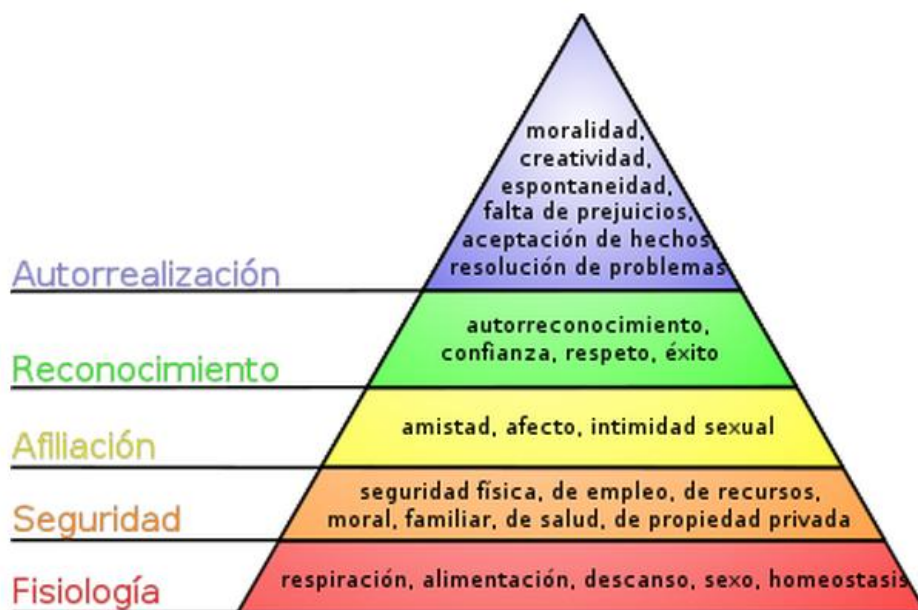 moralidad,
creatividad,
espontaneidad,
falta de prejuicios,
aceptación de hechos,
resolución de problemas
Autorrealización
autorreconocimiento,
confianza, respeto, éxito
Reconocimiento
amistad, afecto, intimidad sexual
Afiliación
seguridad física, de empleo, de recursos,
moral, familiar, de salud, de propiedad privada
Seguridad
respiración, alimentación, descanso, sexo, homeostasis
Fisiología